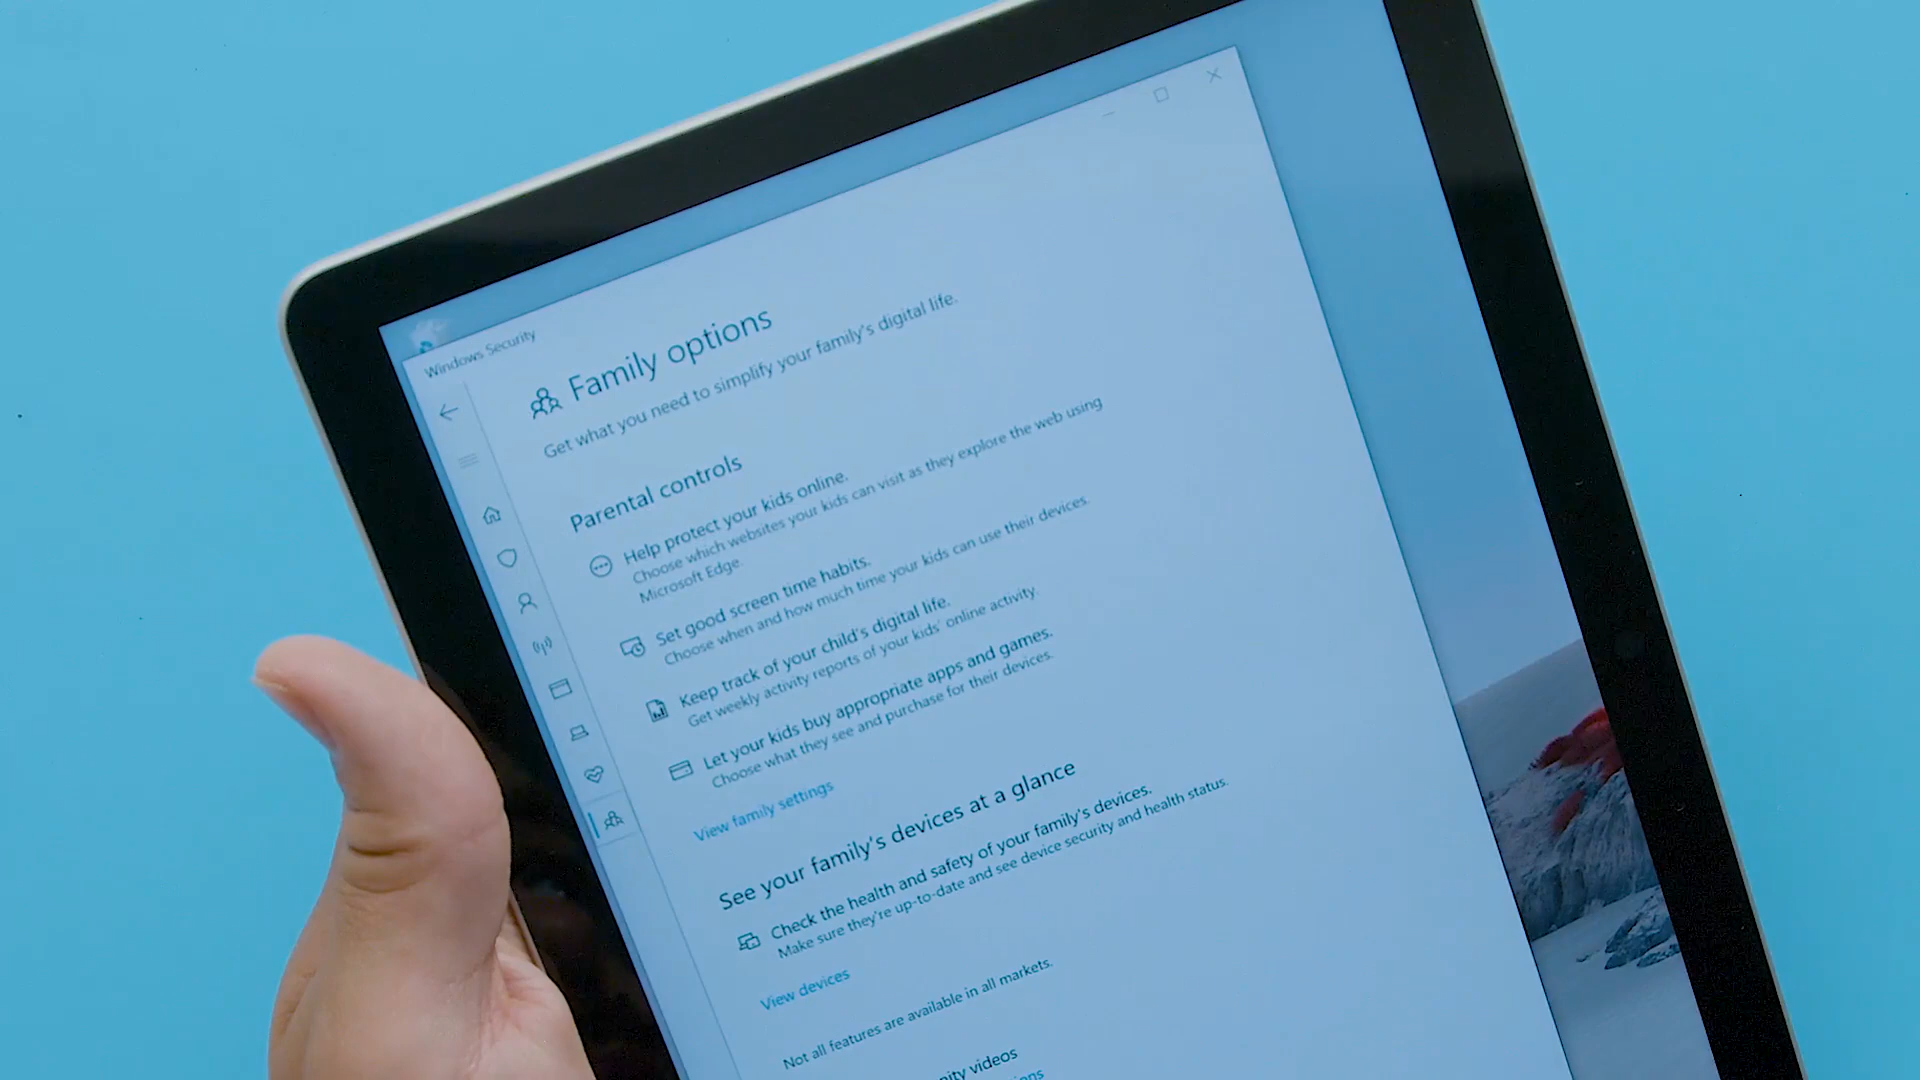 Windows Security
Family options
Get what you need to simplify your family's digital life.
Parental controls
Help protect your kids online.
Choose which websites your kids can visit as they explore the web using
Microsoft Edge.
Set good screen time habits.
Choose when and how much time your kids can use their devices.
Keep track of your child's digital life.
Get weekly activity reports of your kids' online activity.
Let your kids buy appropriate apps and games.
Choose what they see and purchase for their devices.
View family settings
See your family's devices at a glance
Check the health and safety of your family's devices.
Make sure they're up-to-date and see device security and health status.
View devices
Not all features are available in all markets.
videos